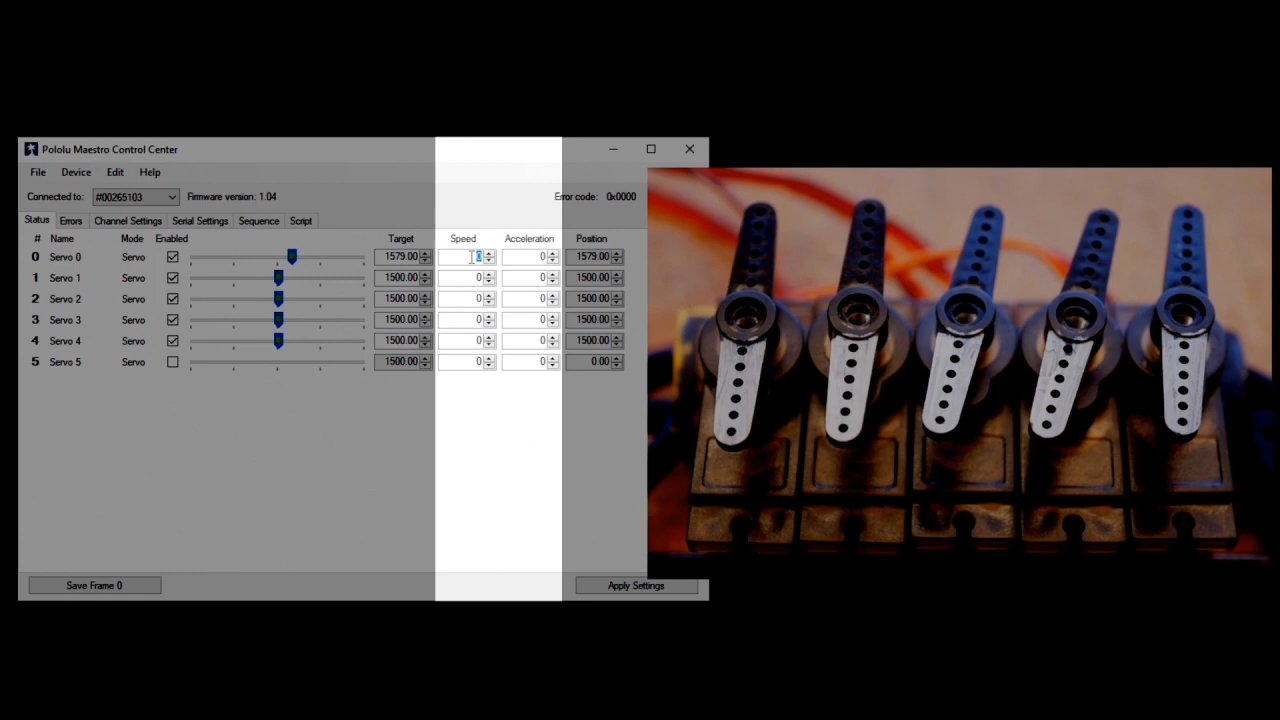 Pololu Maestro Control Center
File Device Edit Help
Connected to: #00265103 Firmware version: 1.04 Error code: 0x0000
Status Errors Channel Settings Serial Settings Sequence Script
# Name Mode Enabled Target Speed Acceleration Position
0 Servo 0 Servo 1579.00 0 0 1579.00
1 Servo 1 Servo 1500.00 0 0 1500.00
2 Servo 2 Servo 1500.00 0 0 1500.00
3 Servo 3 Servo 1500.00 0 0 1500.00
4 Servo 4 Servo 1500.00 0 0 1500.00
5 Servo 5 Servo 1500.00 0 0 0.00
Save Frame 0 Apply Settings